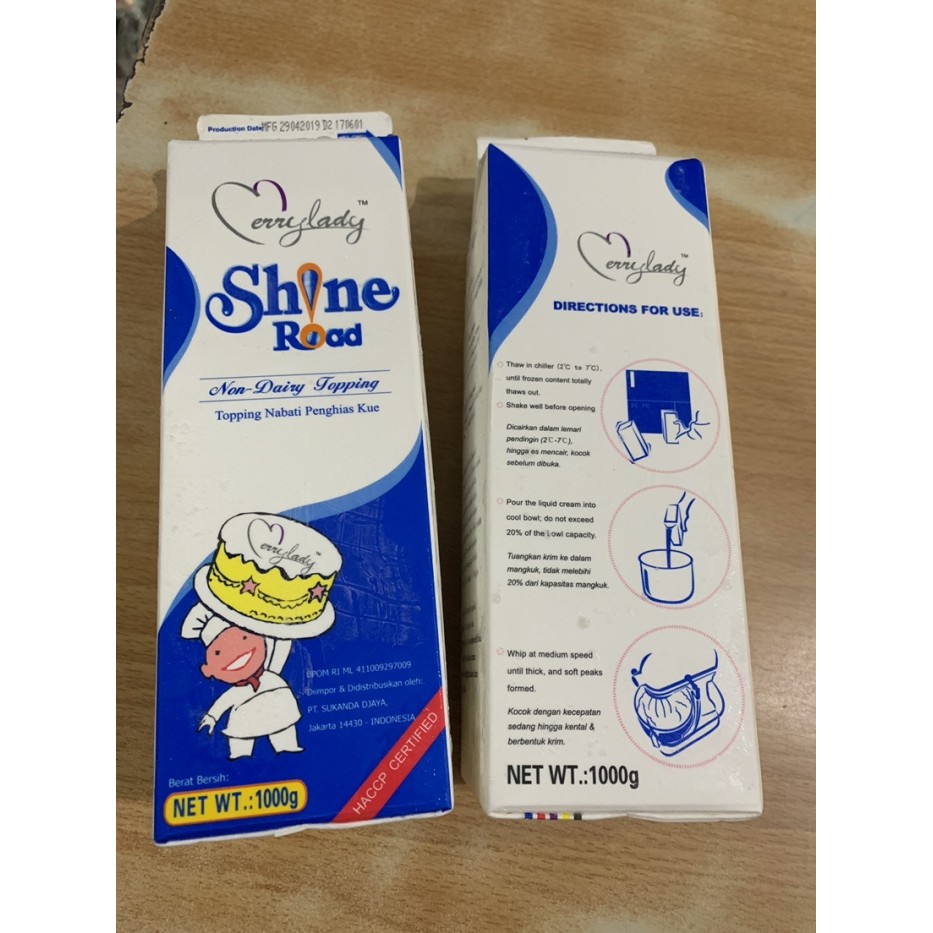 Production Date: MFG 29042019 D2 170601
Merrylady™
Shine
Road
Non-Dairy Topping
Topping Nabati Penghias Kue
Merrylady™
BPOM RI ML 411009297009
Diimpor & Didistribusikan oleh:
PT. SUKANDA DJAYA,
Jakarta 14430 - INDONESIA
HACCP CERTIFIED
Berat Bersih:
NET WT.:1000g
Merrylady™
DIRECTIONS FOR USE:
Thaw in chiller (2℃ to 7℃),
until frozen content totally
thaws out.
Shake well before opening
Dicairkan dalam lemari
pendingin (2℃-7℃),
hingga es mencair, kocok
sebelum dibuka.
Pour the liquid cream into
cool bowl; do not exceed
20% of the bowl capacity.
Tuangkan krim ke dalam
mangkuk, tidak melebihi
20% dari kapasitas mangkuk.
Whip at medium speed
until thick, and soft peaks
formed.
Kocok dengan kecepatan
sedang hingga kental &
berbentuk krim.
NET WT.:1000g